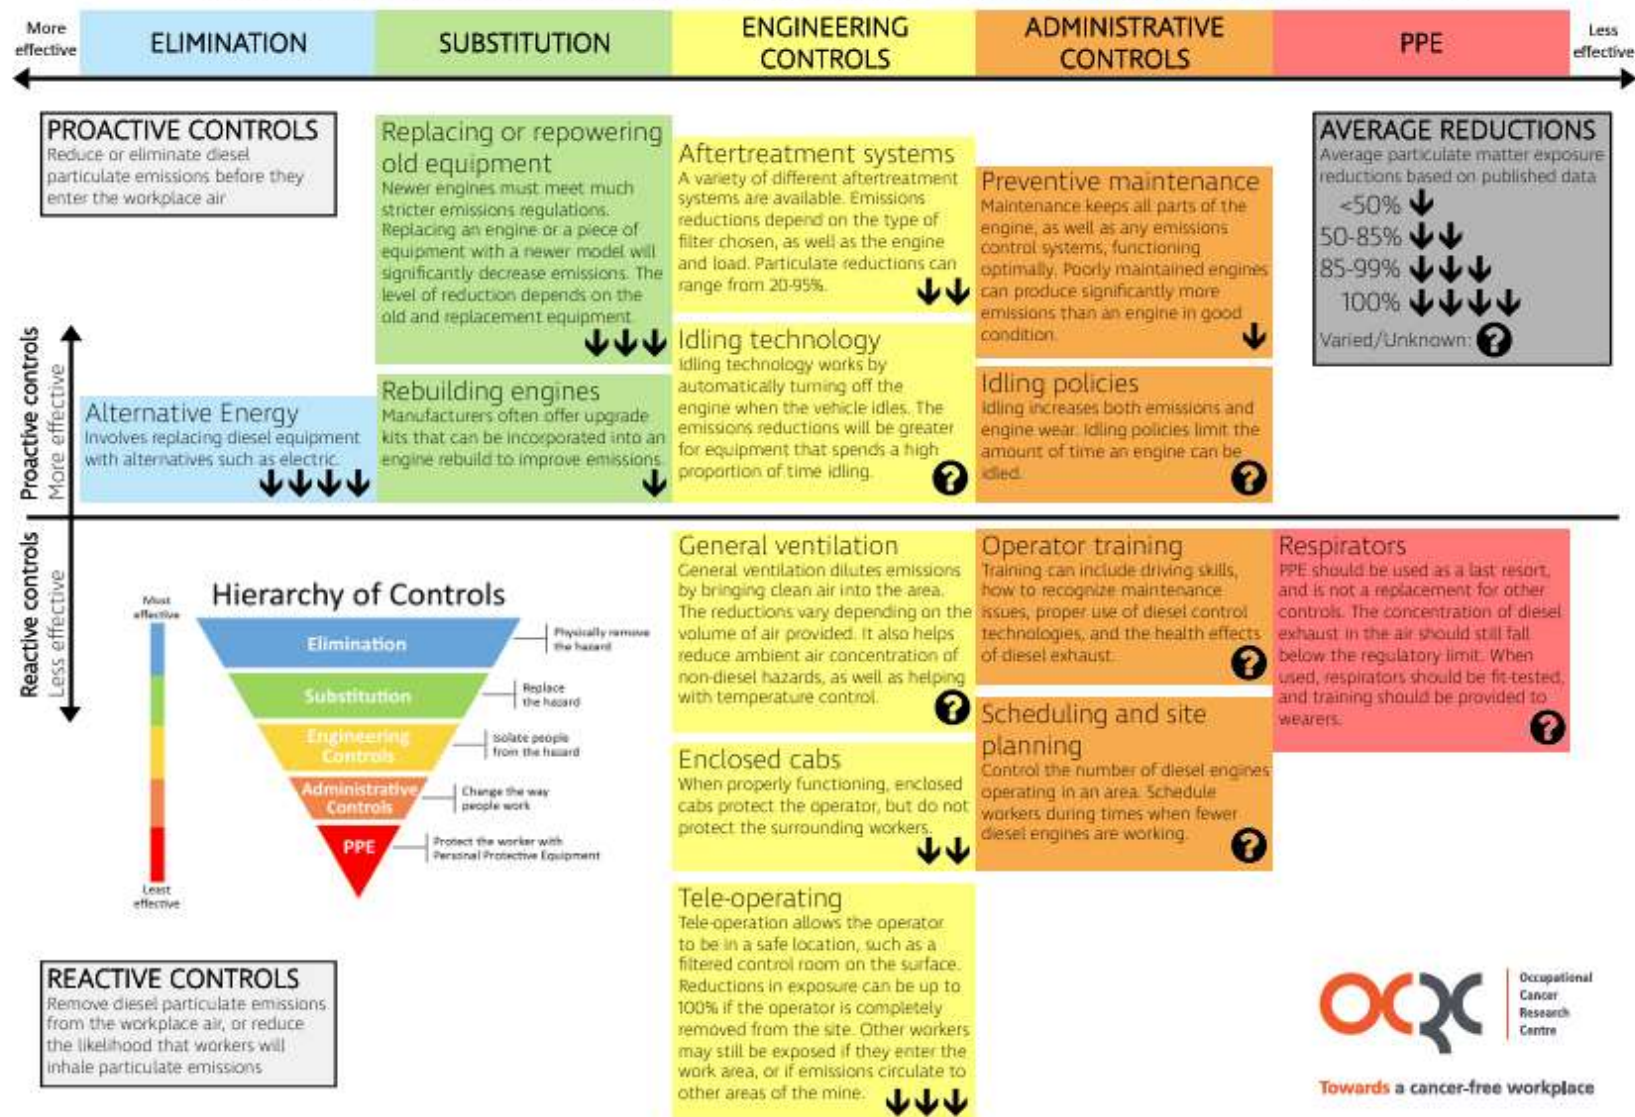 More
effective
ELIMINATION
SUBSTITUTION
ENGINEERING
CONTROLS
ADMINISTRATIVE
CONTROLS
PPE
Less
effective
PROACTIVE CONTROLS
Reduce or eliminate diesel
particulate emissions before they
enter the workplace air
Replacing or repowering
old equipment
Newer engines must meet much
stricter emissions regulations.
Replacing an engine or a piece of
equipment with a newer model will
significantly decrease emissions. The
level of reduction depends on the
old and replacement equipment.
Aftertreatment systems
A variety of different aftertreatment
systems are available. Emissions
reductions depend on the type of
filter chosen, as well as the engine
and load. Particulate reductions can
range from 20-95%.
Preventive maintenance
Maintenance keeps all parts of the
engine, as well as any emissions
control systems, functioning
optimally. Poorly maintained engines
can produce significantly more
emissions than an engine in good
condition.
AVERAGE REDUCTIONS
Average particulate matter exposure
reductions based on published data
<50%
50-85%
85-99%
100%
Varied/Unknown: ?
Proactive controls
More effective
Alternative Energy
Involves replacing diesel equipment
with alternatives such as electric.
Rebuilding engines
Manufacturers often offer upgrade
kits that can be incorporated into an
engine rebuild to improve emissions.
Idling technology
Idling technology works by
automatically turning off the
engine when the vehicle idles. The
emissions reductions will be greater
for equipment that spends a high
proportion of time idling.
?
Idling policies
Idling increases both emissions and
engine wear. Idling policies limit the
amount of time an engine can be
idled.
?
Reactive controls
Less effective
Hierarchy of Controls
Most
effective
Elimination
Physically remove
the hazard
Substitution
Replace
the hazard
Engineering
Controls
Isolate people
from the hazard
Administrative
Controls
Change the way
people work
PPE
Protect the worker with
Personal Protective Equipment
Least
effective
General ventilation
General ventilation dilutes emissions
by bringing clean air into the area.
The reductions vary depending on the
volume of air provided. It also helps
reduce ambient air concentration of
non-diesel hazards, as well as helping
with temperature control.
?
Operator training
Training can include driving skills,
how to recognize maintenance
issues, proper use of diesel control
technologies, and the health effects
of diesel exhaust.
?
Respirators
PPE should be used as a last resort,
and is not a replacement for other
controls. The concentration of diesel
exhaust in the air should still fall
below the regulatory limit. When
used, respirators should be fit-tested,
and training should be provided to
wearers.
?
Enclosed cabs
When properly functioning, enclosed
cabs protect the operator, but do not
protect the surrounding workers.
Scheduling and site
planning
Control the number of diesel engines
operating in an area. Schedule
workers during times when fewer
diesel engines are working.
?
Tele-operating
Tele-operation allows the operator
to be in a safe location, such as a
filtered control room on the surface.
Reductions in exposure can be up to
100% if the operator is completely
removed from the site. Other workers
may still be exposed if they enter the
work area, or if emissions circulate to
other areas of the mine.
REACTIVE CONTROLS
Remove diesel particulate emissions
from the workplace air, or reduce
the likelihood that workers will
inhale particulate emissions
OCRC
Occupational
Cancer
Research
Centre
Towards a cancer-free workplace